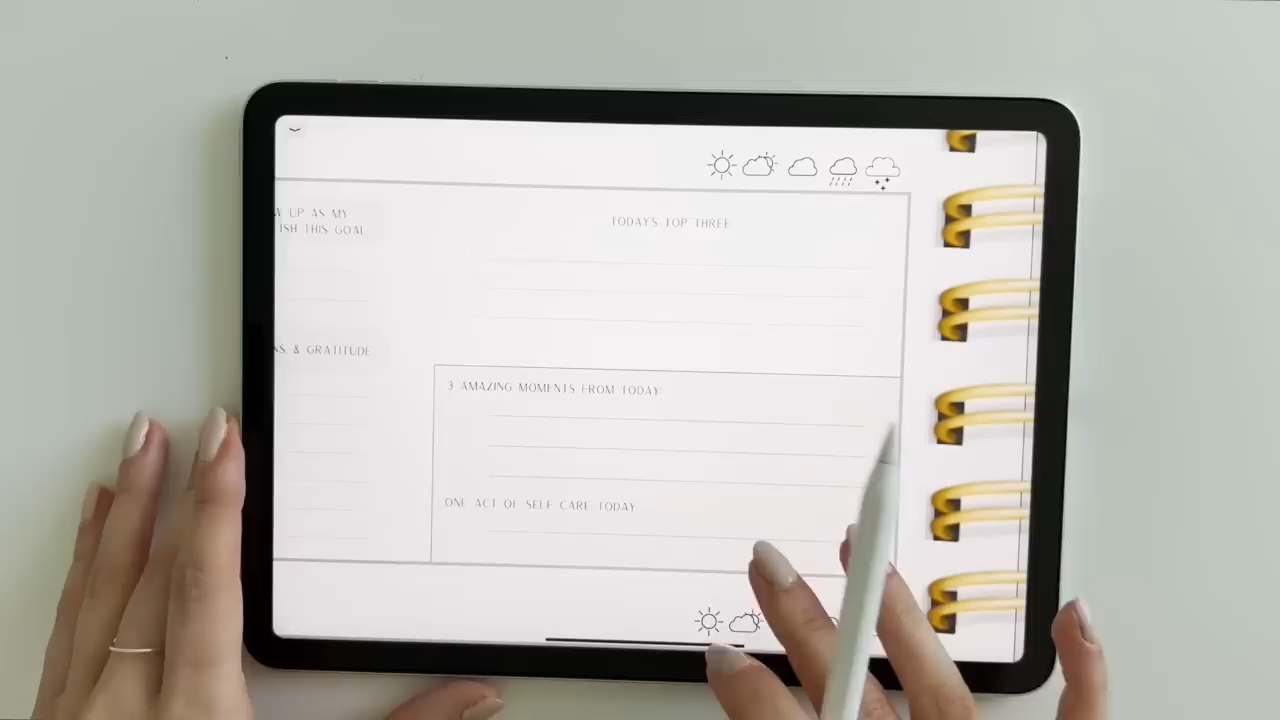 UP AS MY
ISH THIS GOAL
& GRATITUDE
TODAYS TOP THREE
3 AMAZING MOMENTS FROM TODAY:
ONE ACT OF SELF CARE TODAY